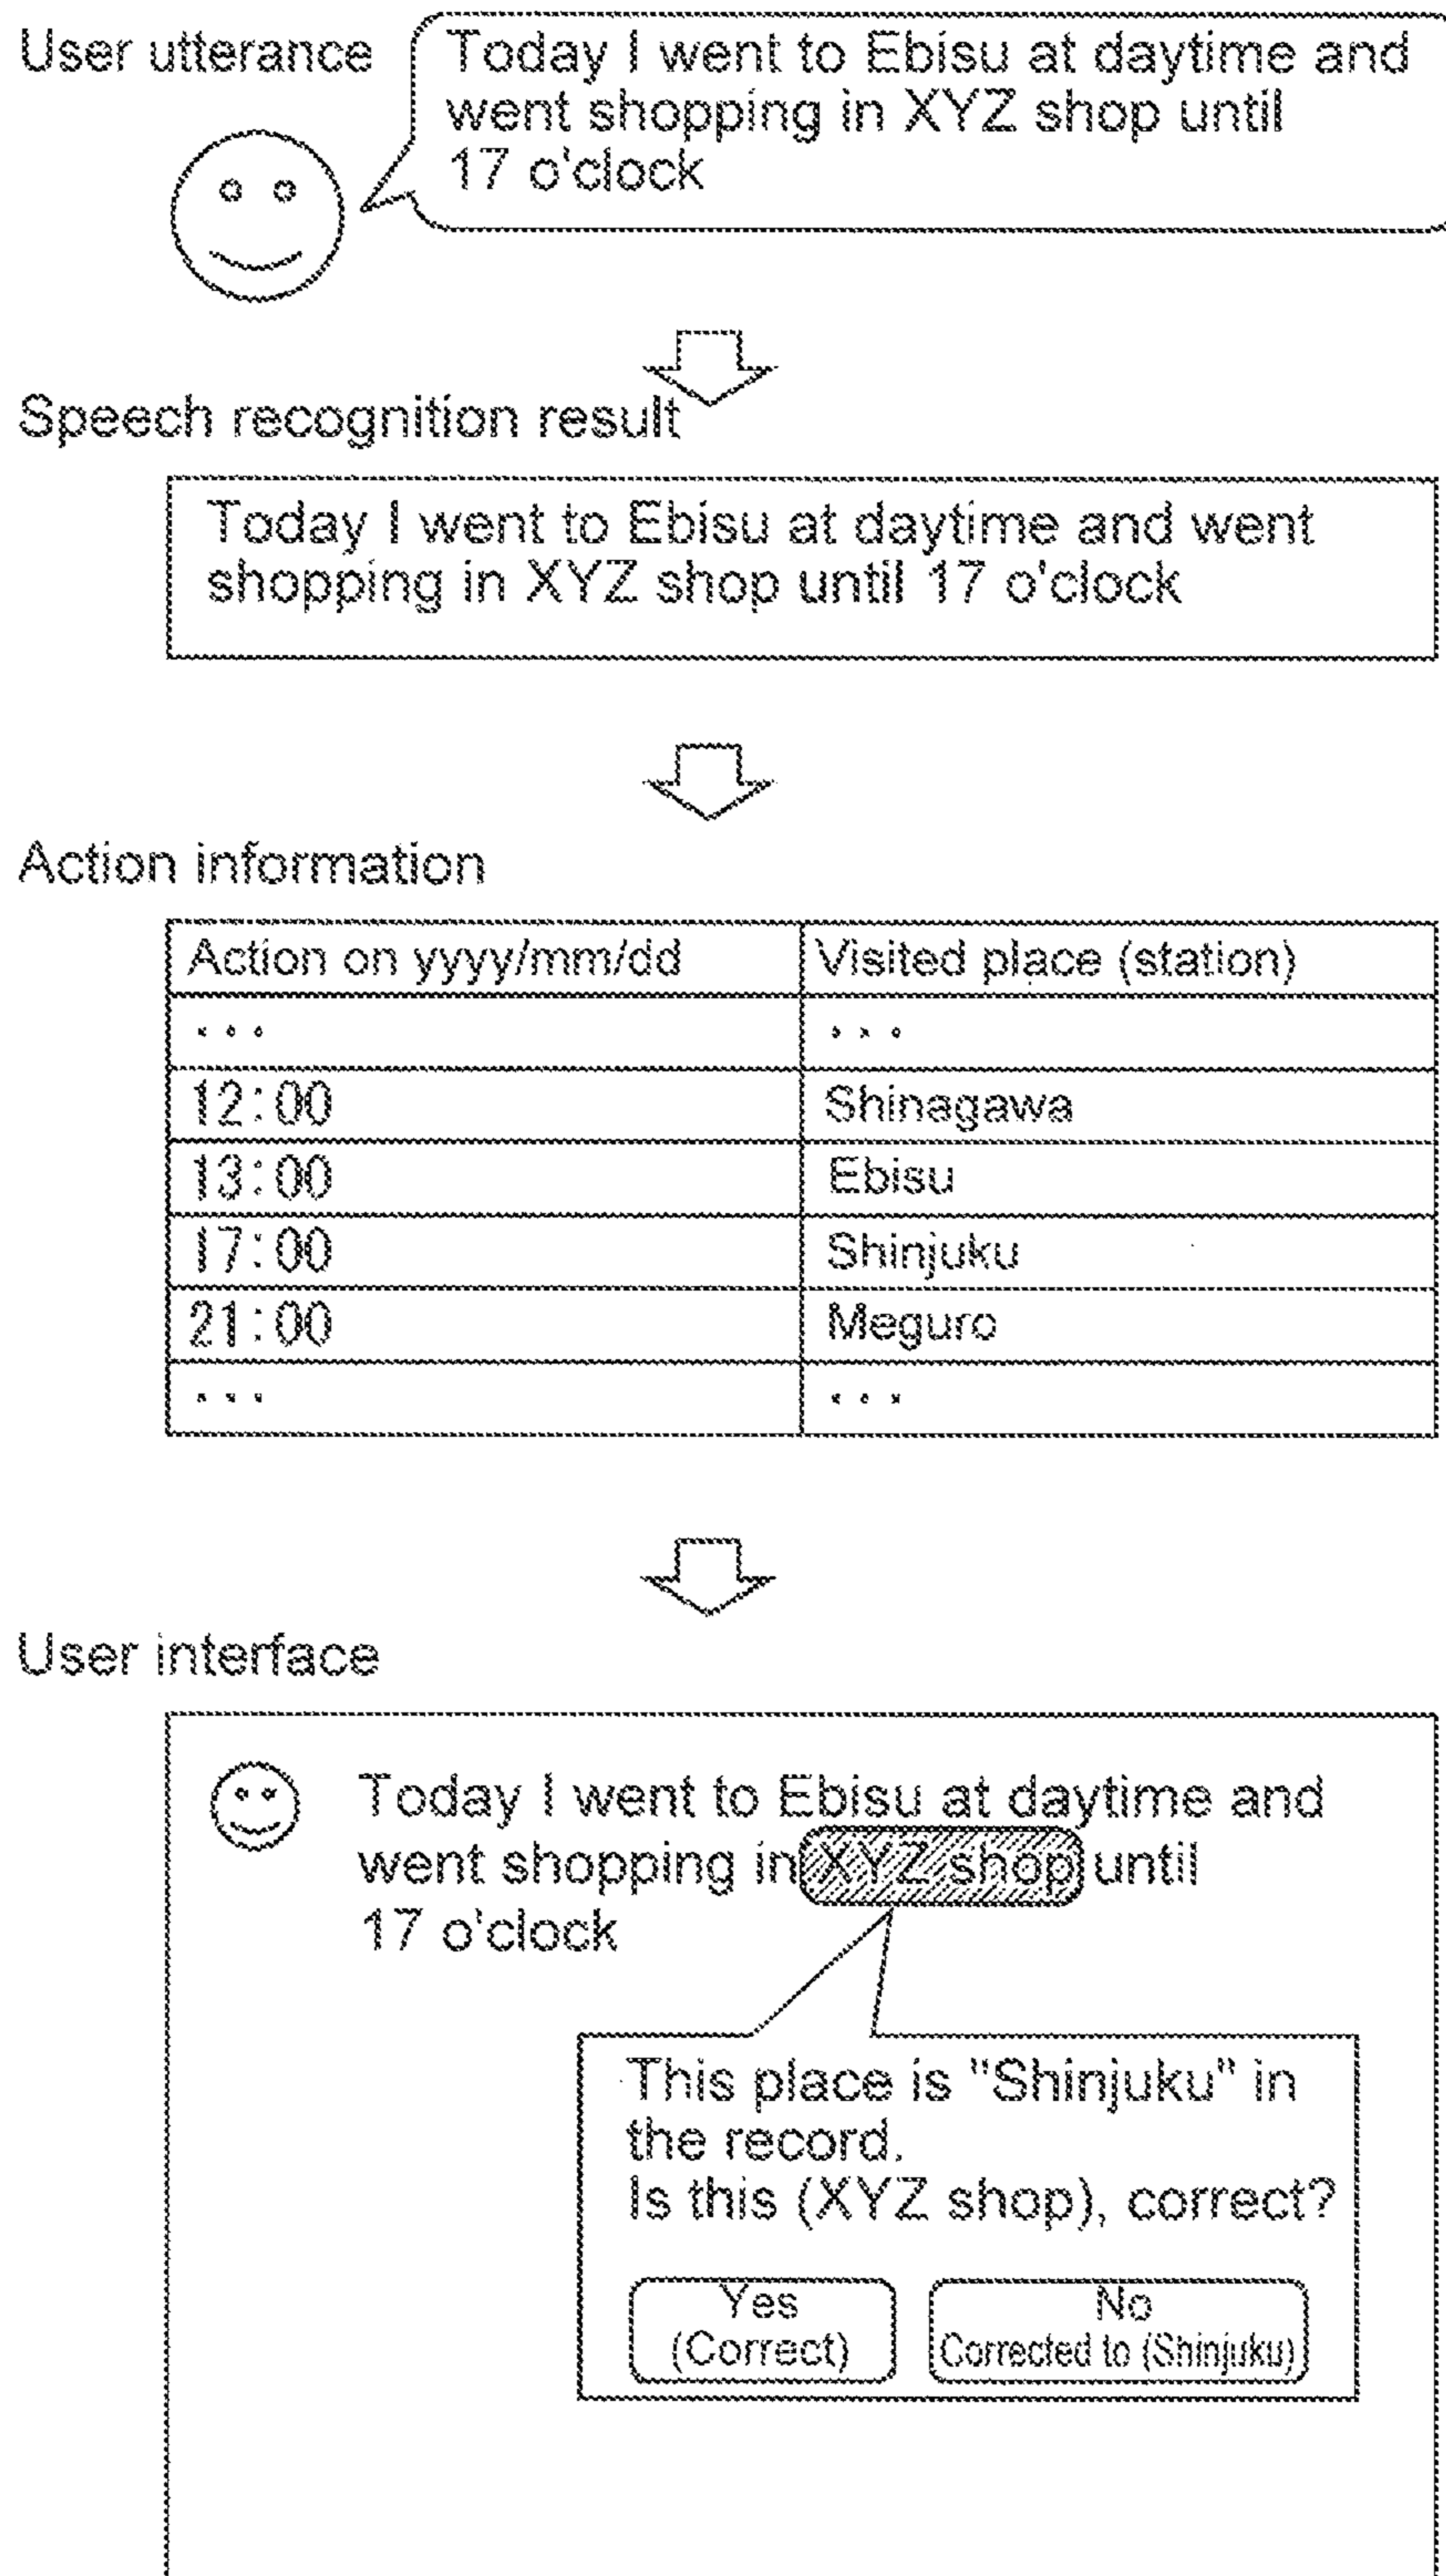 User utterance
Today I went to Ebisu at daytime and
went shopping in XYZ shop until
17 o'clock
Speech recognition result
Today I went to Ebisu at daytime and went
shopping in XYZ shop until 17 o'clock
Action information
Action on yyyy/mm/dd Visited place (station)
... ...
12:00 Shinagawa
13:00 Ebisu
17:00 Shinjuku
21:00 Meguro
... ...
User interface
Today I went to Ebisu at daytime and
went shopping in XYZ shop until
17 o'clock
This place is "Shinjuku" in
the record.
Is this (XYZ shop), correct?
Yes
(Correct)
No
Corrected to (Shinjuku)